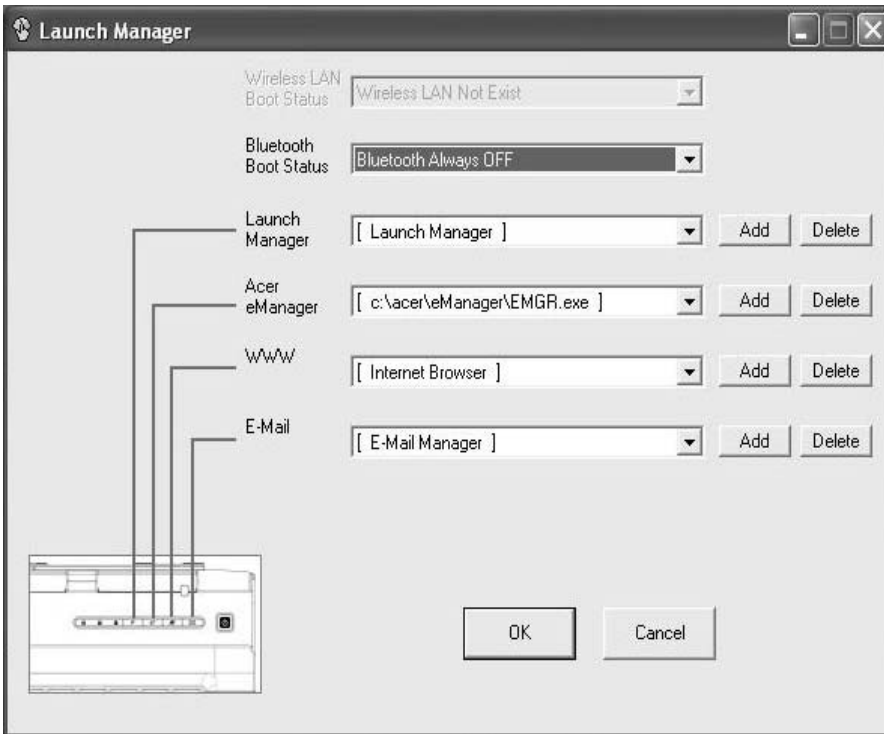 Launch Manager
Wireless LAN
Boot Status
Wireless LAN Not Exist
Bluetooth
Boot Status
Bluetooth Always OFF
Launch
Manager
[ Launch Manager ]
Add
Delete
Acer
eManager
[ c:\acer\eManager\EMGR.exe ]
Add
Delete
WWW
[ Internet Browser ]
Add
Delete
E-Mail
[ E-Mail Manager ]
Add
Delete
OK
Cancel